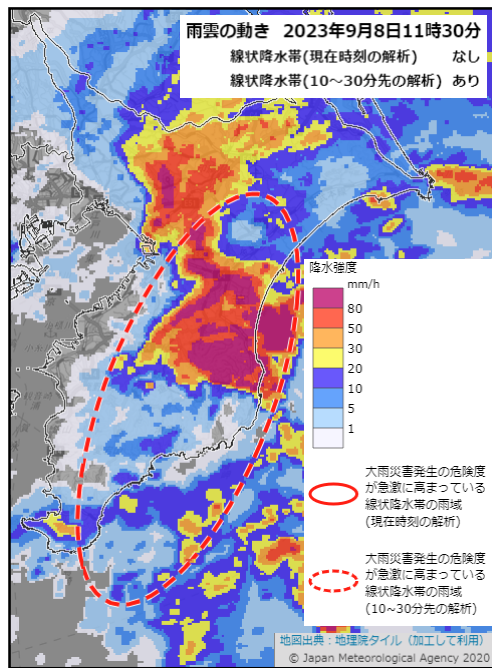 雨雲の動き 2023年9月8日11時30分
線状降水帯(現在時刻の解析) なし
線状降水帯(10～30分先の解析) あり
降水強度
mm/h
80
50
30
20
10
5
1
大雨災害発生の危険度
が急激に高まっている
線状降水帯の雨域
(現在時刻の解析)
大雨災害発生の危険度
が急激に高まっている
線状降水帯の雨域
(10～30分先の解析)
地図出典：地理院タイル（加工して利用）
© Japan Meteorological Agency 2020